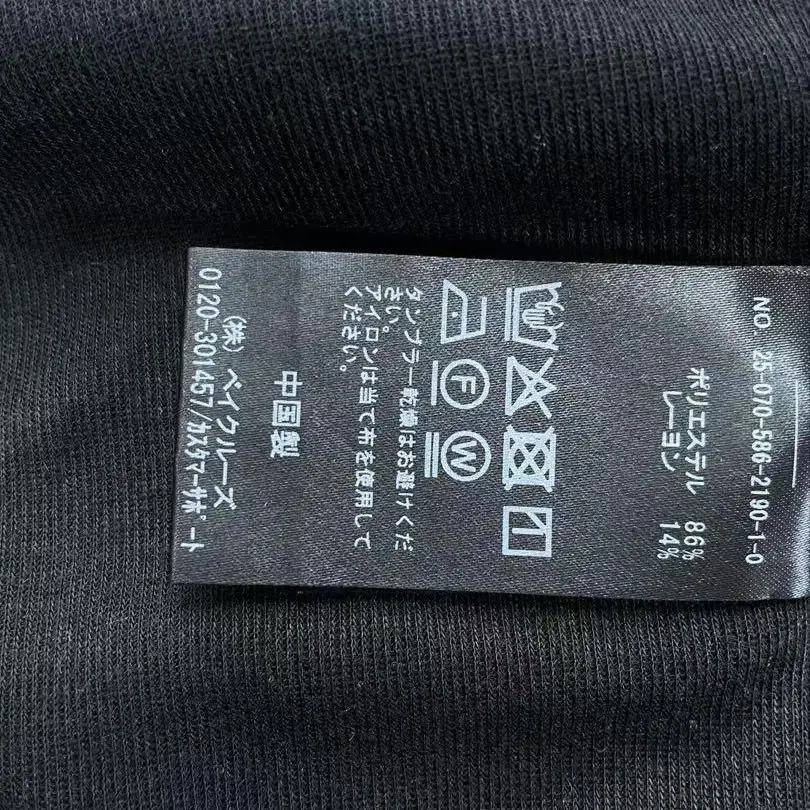 NO 25-070-586-2190-1-0
ポリエステル 86%
レーヨン 14%
F
W
タンブラー乾燥はお避けくだ
さい。
アイロンは当て布を使用して
ください。
中国製
(株)ベイクルーズ
0120-301457/ｶｽﾀﾏｰｻﾎﾟｰﾄ